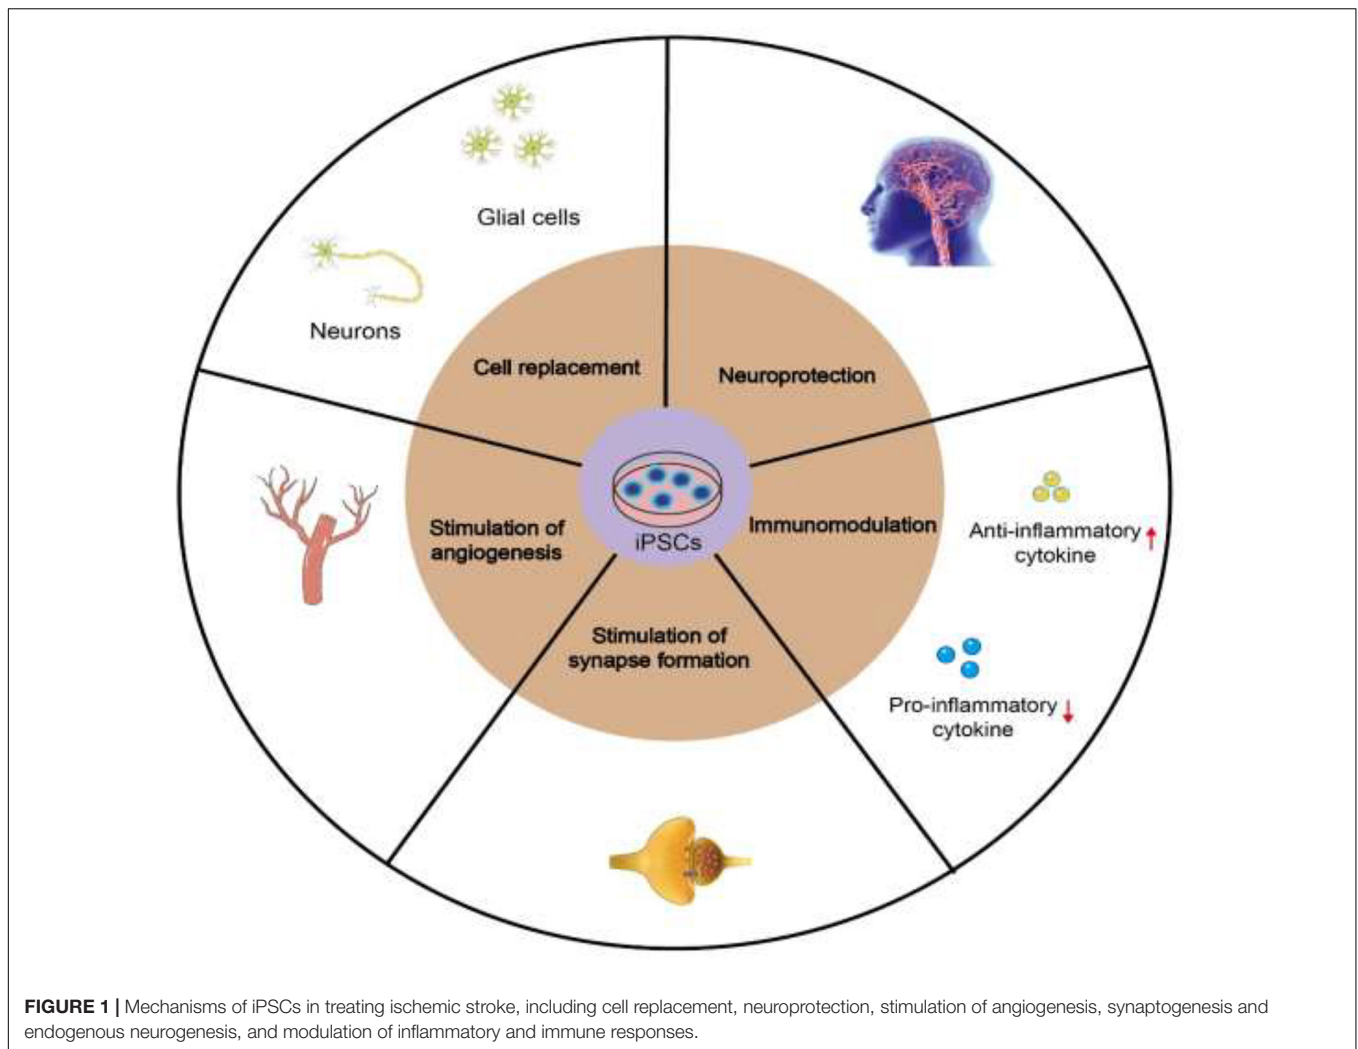 Glial cells
Neurons
Cell replacement
Neuroprotection
Stimulation of
angiogenesis
iPSCs
Immunomodulation
Anti-inflammatory
cytokine
Stimulation of
synapse formation
Pro-inflammatory
cytokine
FIGURE 1 | Mechanisms of iPSCs in treating ischemic stroke, including cell replacement, neuroprotection, stimulation of angiogenesis, synaptogenesis and
endogenous neurogenesis, and modulation of inflammatory and immune responses.